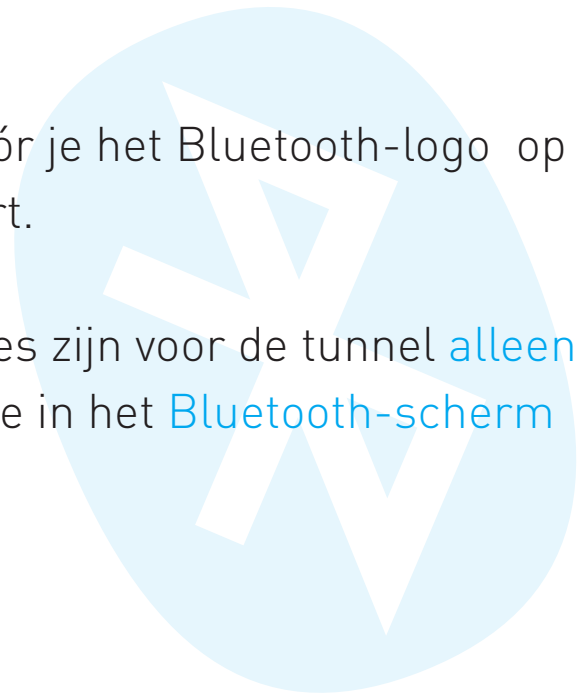 ór je het Bluetooth-logo op
rt.
es zijn voor de tunnel alleen
e in het Bluetooth-scherm